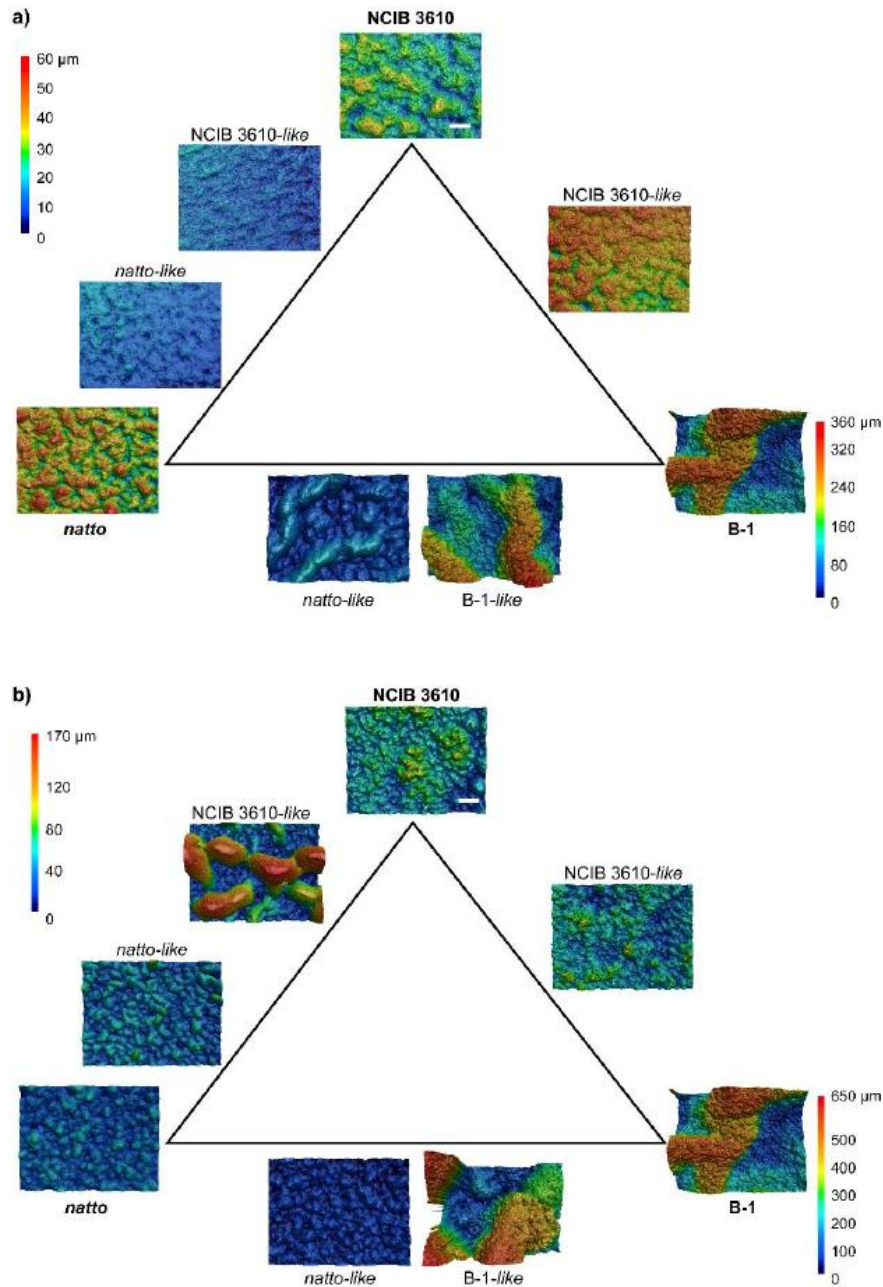 a)
NCIB 3610
60 µm
50
40
30
20
10
0
NCIB 3610-like
NCIB 3610-like
natto-like
natto
360 µm
320
240
160
80
0
B-1
natto-like
B-1-like
b)
NCIB 3610
170 µm
120
80
40
0
NCIB 3610-like
NCIB 3610-like
natto-like
natto
650 µm
500
400
300
200
100
0
B-1
natto-like
B-1-like